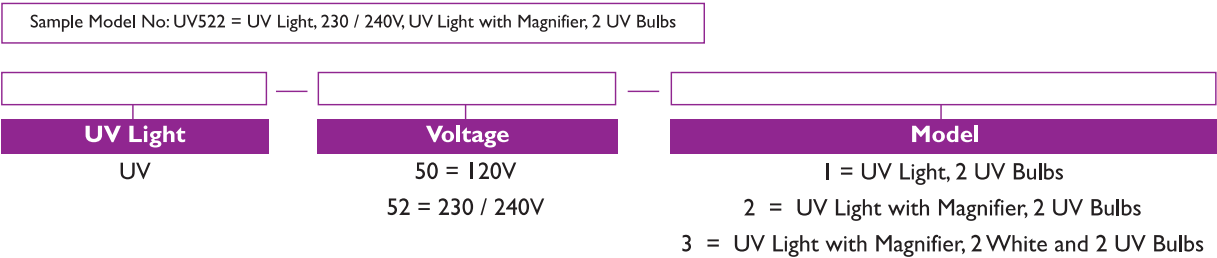 Sample Model No: UV522 = UV Light, 230 / 240V, UV Light with Magnifier, 2 UV Bulbs
UV Light
Voltage
Model
UV
50 = 120V
1 = UV Light, 2 UV Bulbs
52 = 230 / 240V
2 = UV Light with Magnifier, 2 UV Bulbs
3 = UV Light with Magnifier, 2 White and 2 UV Bulbs